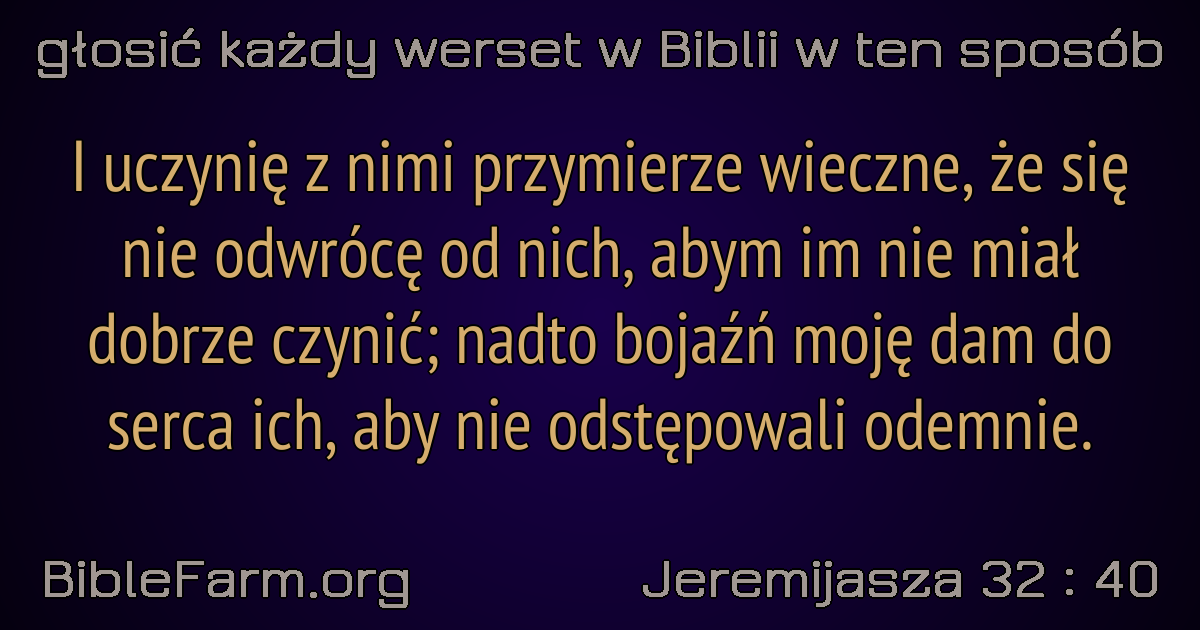 głosić każdy werset w Biblii w ten sposób
I uczynię z nimi przymierze wieczne, że się
nie odwrócę od nich, abym im nie miał
dobrze czynić; nadto bojaźń moję dam do
serca ich, aby nie odstępowali odemnie.
BibleFarm.org
Jeremijasza 32 : 40